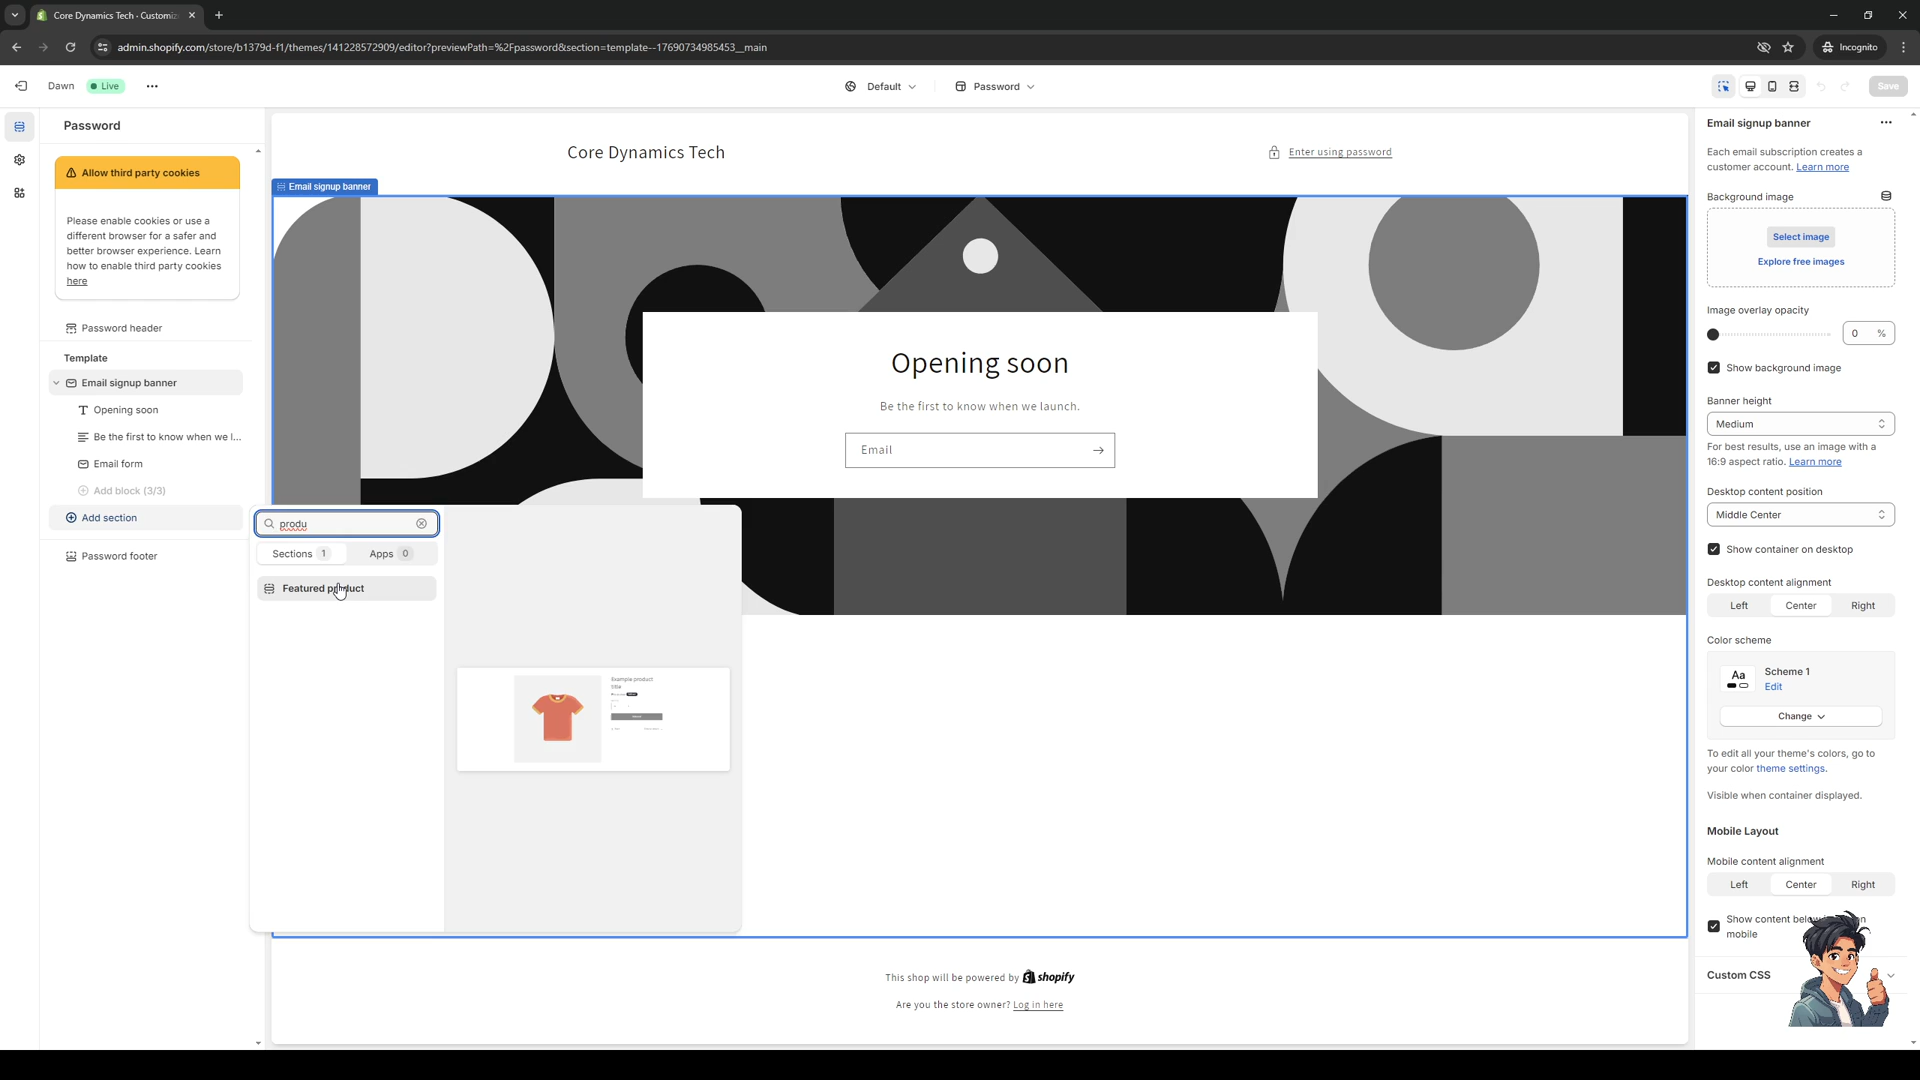 Core Dynamics Tech - Customiz
admin.shopify.com/store/b1379d-f1/themes/141228572909/editor?previewPath=%2Fpassword&section=template--17690734985453__main
Incognito
Dawn
Live
Default
Password
Save
Password
Allow third party cookies
Please enable cookies or use a
different browser for a safer and
better browser experience. Learn
how to enable third party cookies
here
Password header
Template
Email signup banner
Opening soon
Be the first to know when we l...
Email form
Add block (3/3)
Add section
Password footer
produ
Sections 1
Apps 0
Featured product
Example product
title
Core Dynamics Tech
Enter using password
Email signup banner
Opening soon
Be the first to know when we launch.
Email
This shop will be powered by shopify
Are you the store owner? Log in here
Email signup banner
Each email subscription creates a
customer account. Learn more
Background image
Select image
Explore free images
Image overlay opacity
0 %
Show background image
Banner height
Medium
For best results, use an image with a
16:9 aspect ratio. Learn more
Desktop content position
Middle Center
Show container on desktop
Desktop content alignment
Left
Center
Right
Color scheme
Aa
Scheme 1
Edit
Change
To edit all your theme's colors, go to
your color theme settings.
Visible when container displayed.
Mobile Layout
Mobile content alignment
Left
Center
Right
Show content below
mobile
Custom CSS